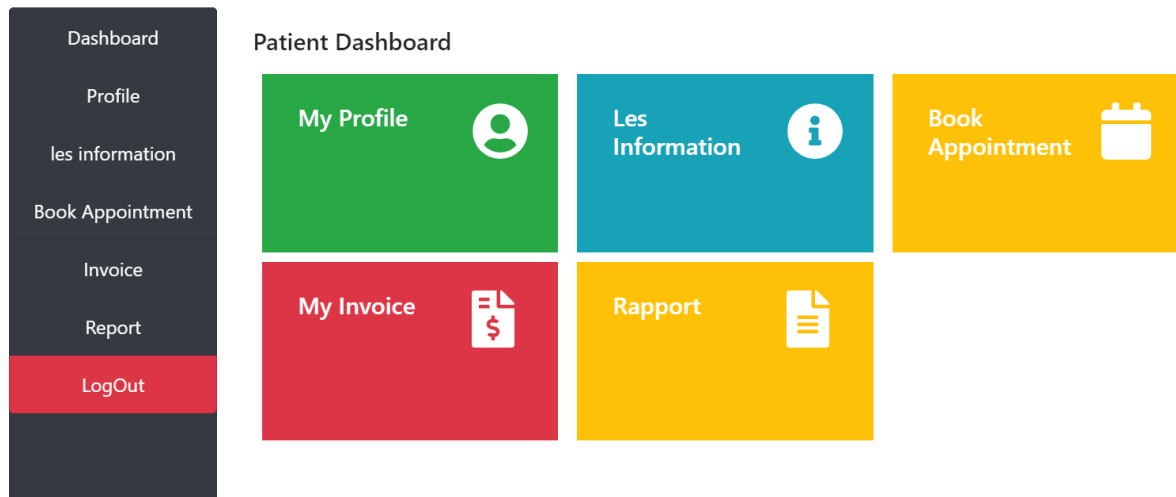 Dashboard
Profile
les information
Book Appointment
Invoice
Report
LogOut
Patient Dashboard
My Profile
Les
Information
Book
Appointment
My Invoice
$
Rapport